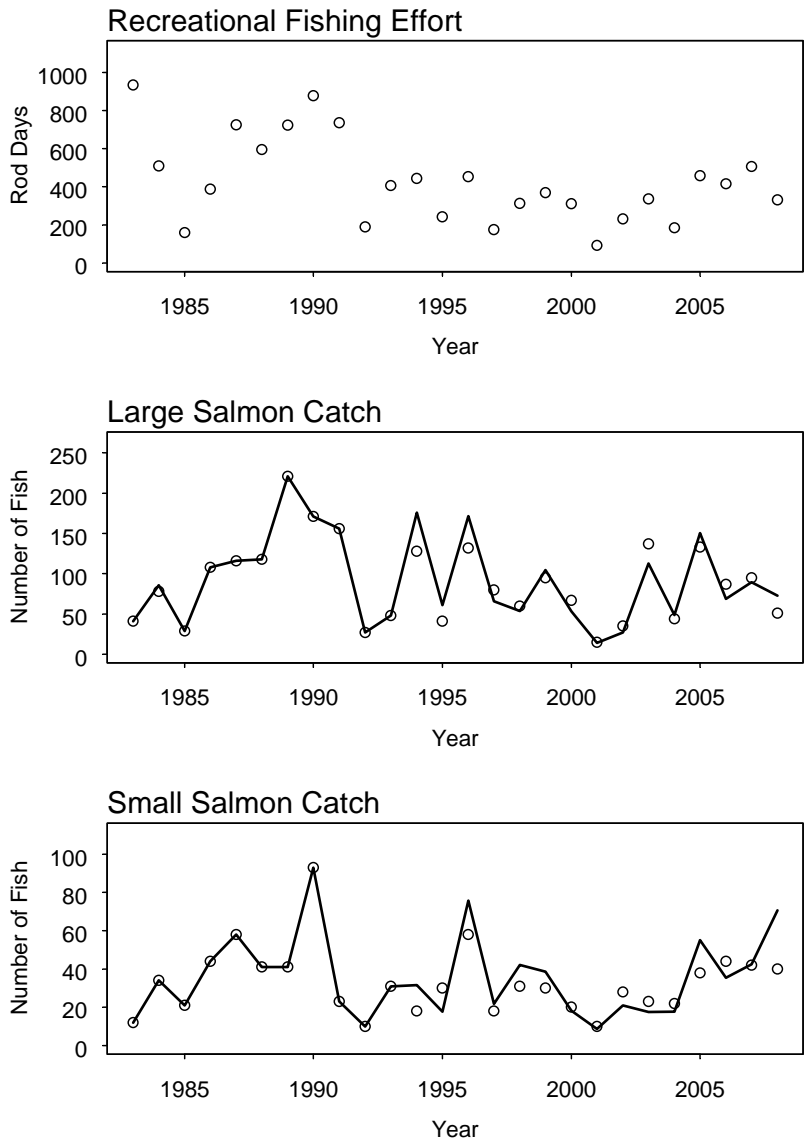 Recreational Fishing Effort
Rod Days
1000
800
600
400
200
0
1985 1990 1995 2000 2005
Year
Large Salmon Catch
Number of Fish
250
200
150
100
50
0
1985 1990 1995 2000 2005
Year
Small Salmon Catch
Number of Fish
100
80
60
40
20
0
1985 1990 1995 2000 2005
Year